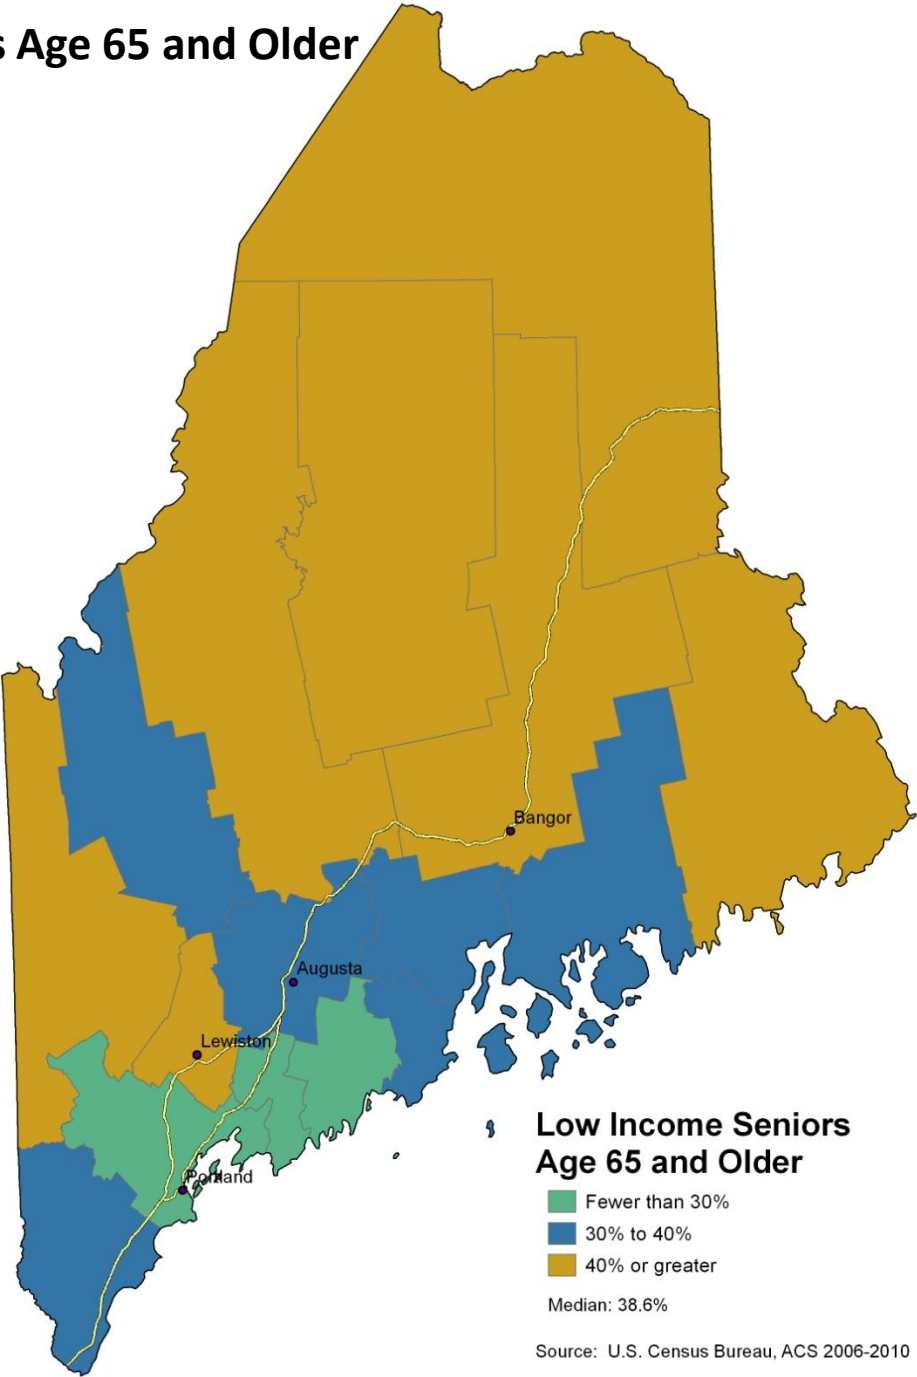 s Age 65 and Older
Bangor
Augusta
Lewiston
Portland
Low Income Seniors
Age 65 and Older
Fewer than 30%
30% to 40%
40% or greater
Median: 38.6%
Source: U.S. Census Bureau, ACS 2006-2010